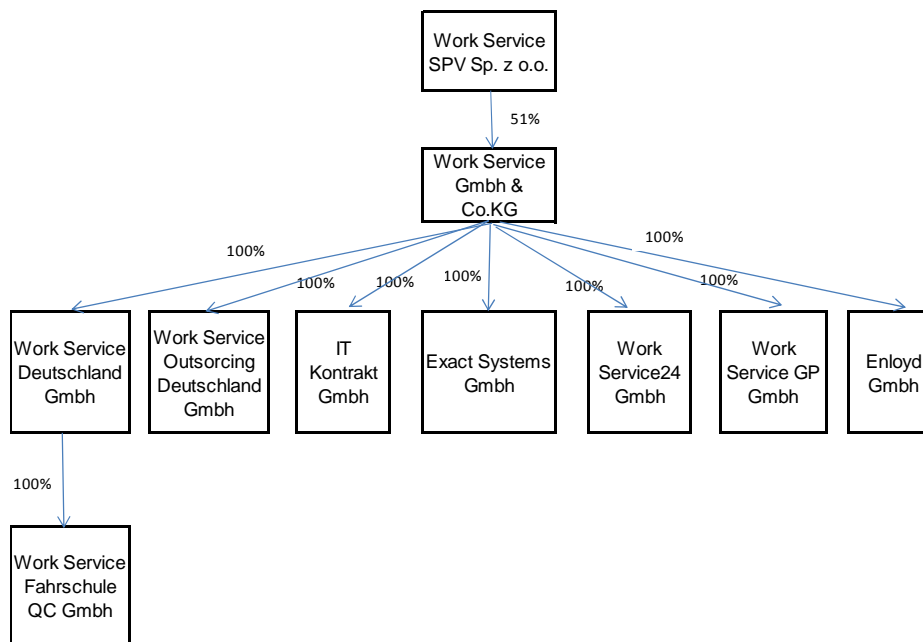 Work Service
SPV Sp. z o.o.
51%
Work Service
Gmbh &
Co.KG
100%
100%
100%
100%
100%
100%
100%
Work Service
Deutschland
Gmbh
Work Service
Outsorcing
Deutschland
Gmbh
IT
Kontrakt
Gmbh
Exact Systems
Gmbh
Work
Service24
Gmbh
Work
Service GP
Gmbh
Enloyd
Gmbh
100%
Work Service
Fahrschule
QC Gmbh